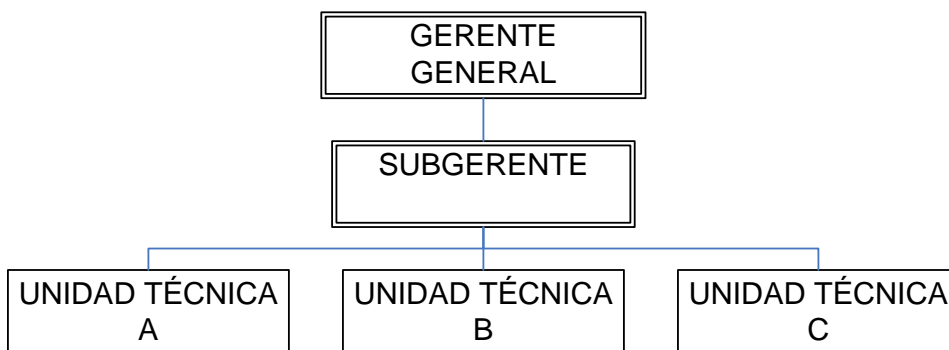 GERENTE
GENERAL
SUBGERENTE
UNIDAD TÉCNICA
A
UNIDAD TÉCNICA
B
UNIDAD TÉCNICA
C